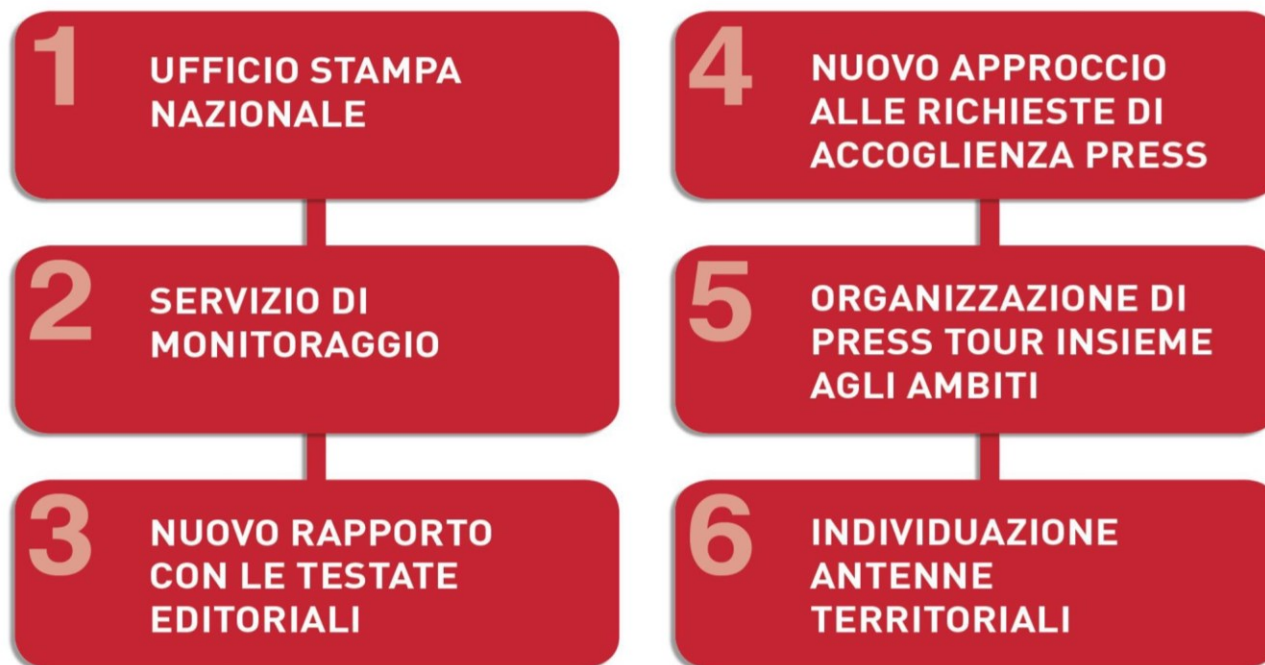 1
UFFICIO STAMPA
NAZIONALE
2
SERVIZIO DI
MONITORAGGIO
3
NUOVO RAPPORTO
CON LE TESTATE
EDITORIALI
4
NUOVO APPROCCIO
ALLE RICHIESTE DI
ACCOGLIENZA PRESS
5
ORGANIZZAZIONE DI
PRESS TOUR INSIEME
AGLI AMBITI
6
INDIVIDUAZIONE
ANTENNE
TERRITORIALI